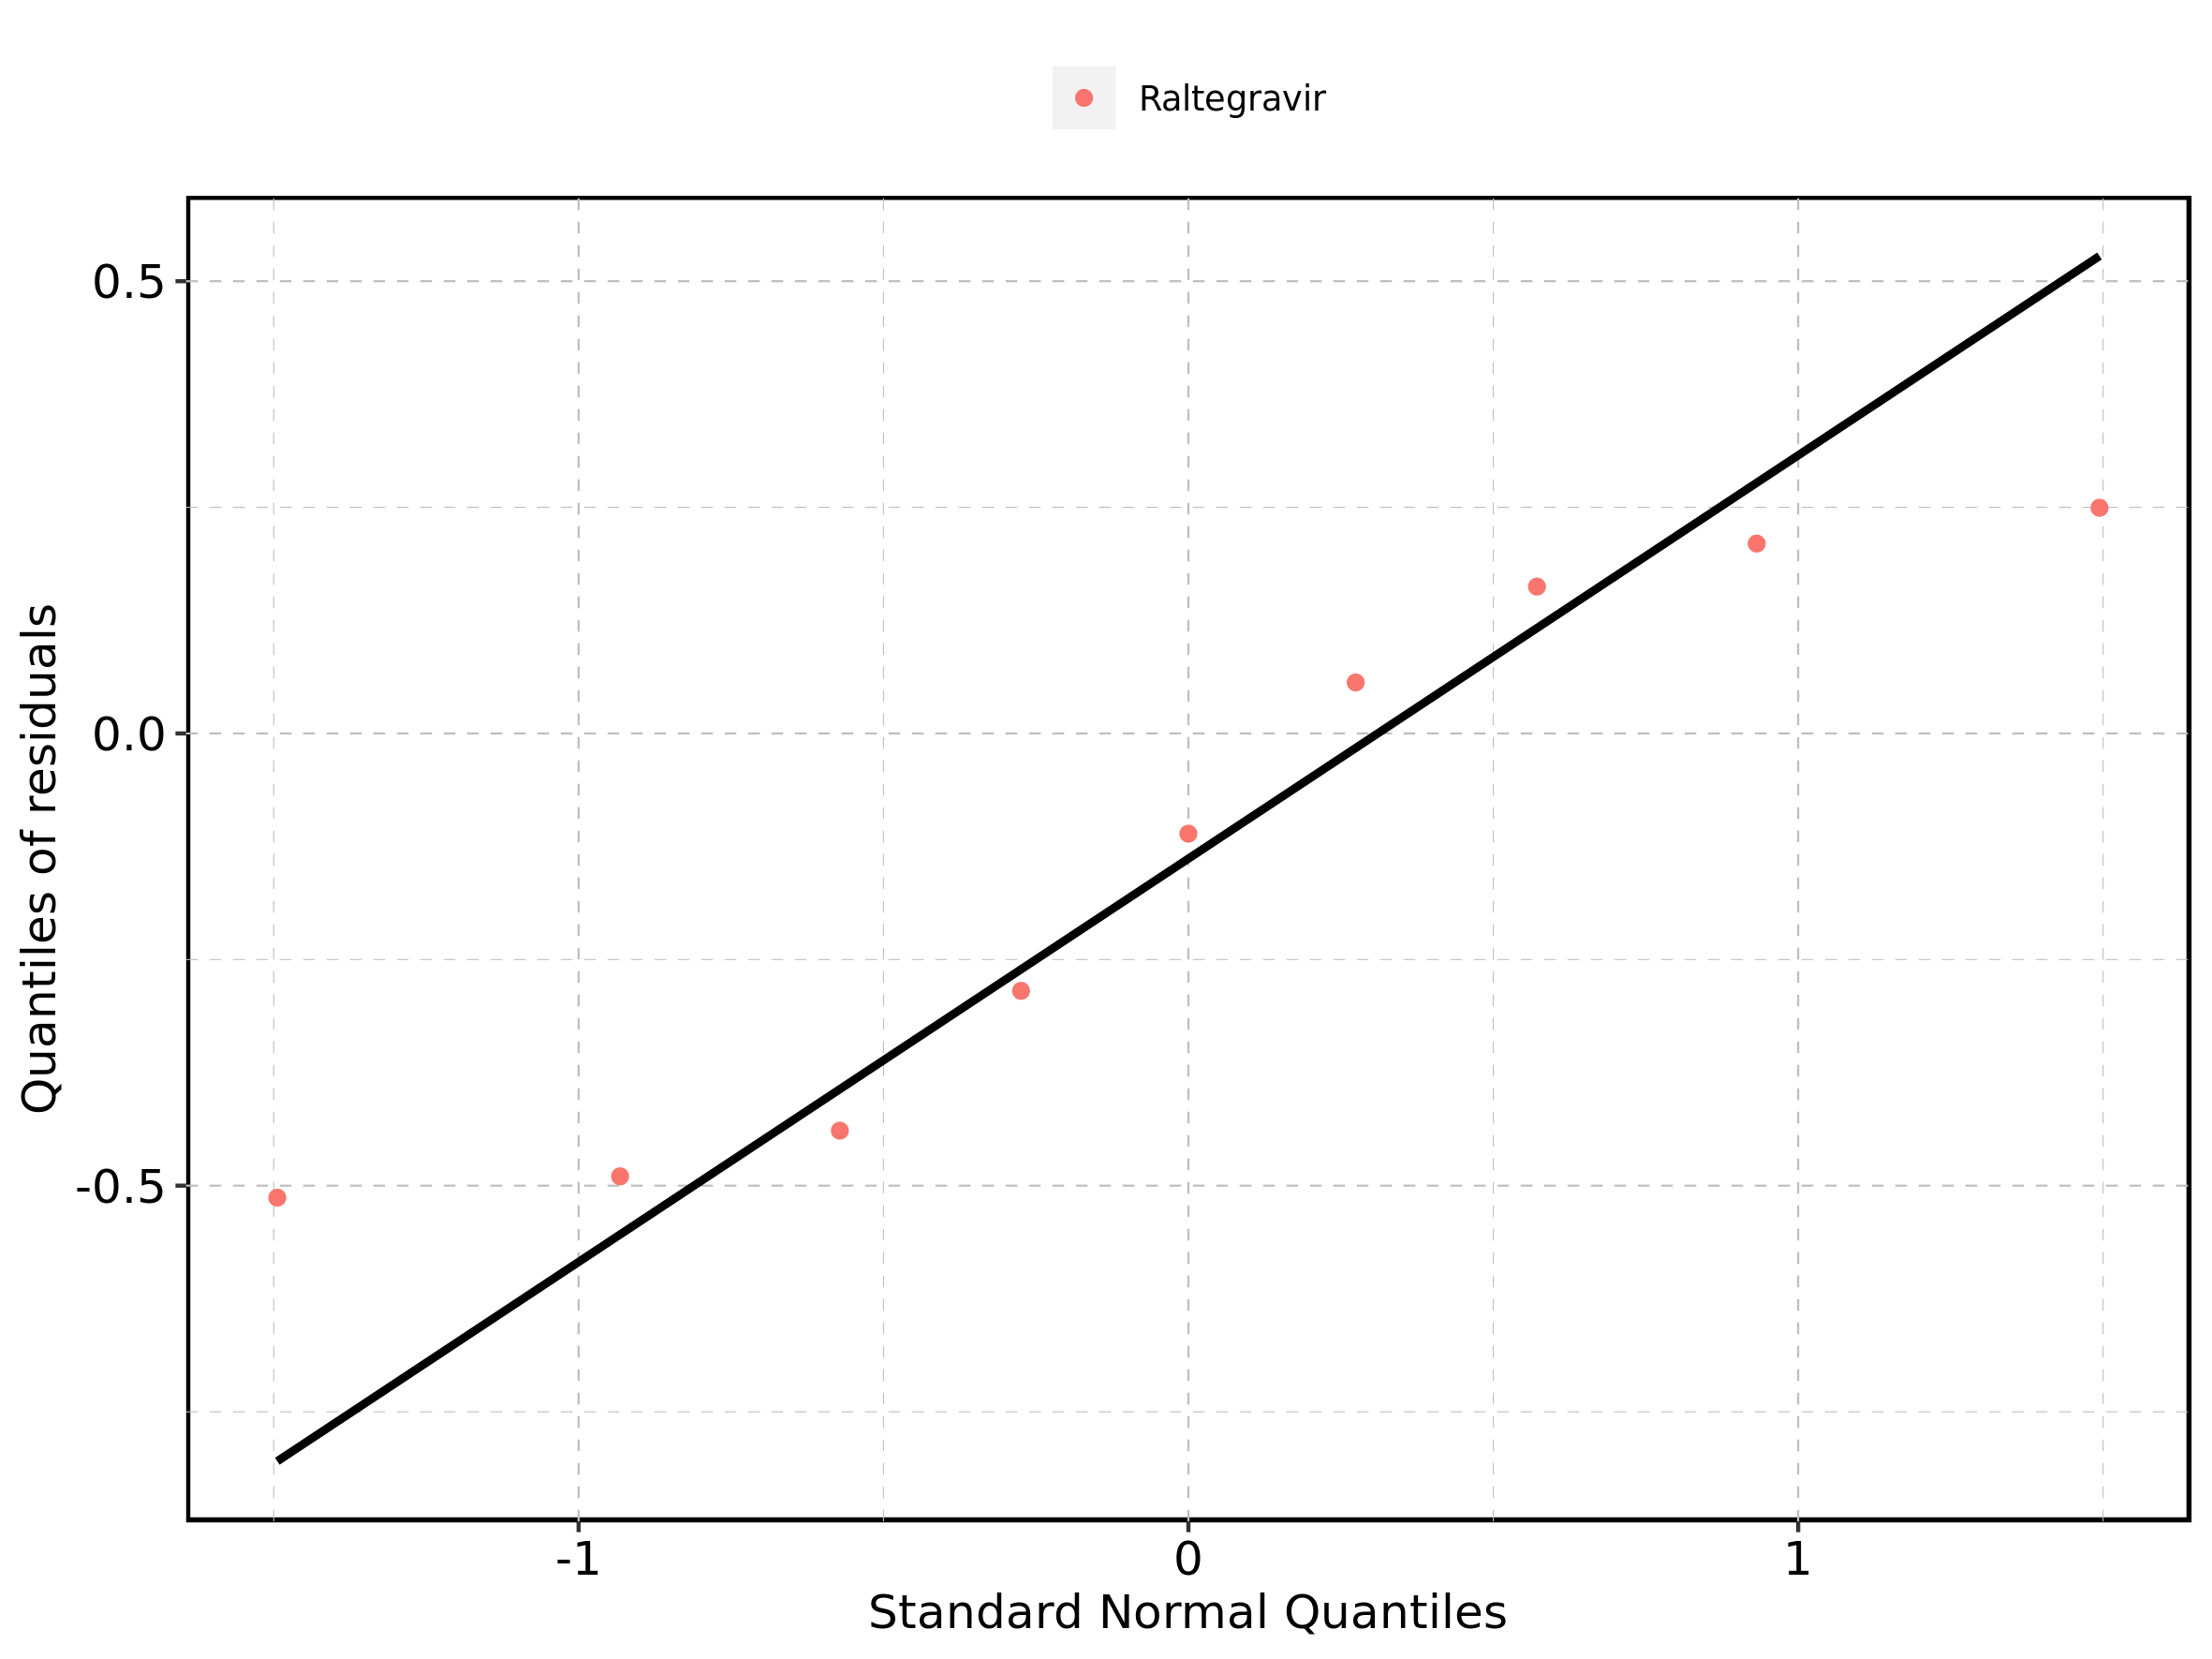 Raltegravir
0.5
0.0
-0.5
Quantiles of residuals
-1 0 1
Standard Normal Quantiles